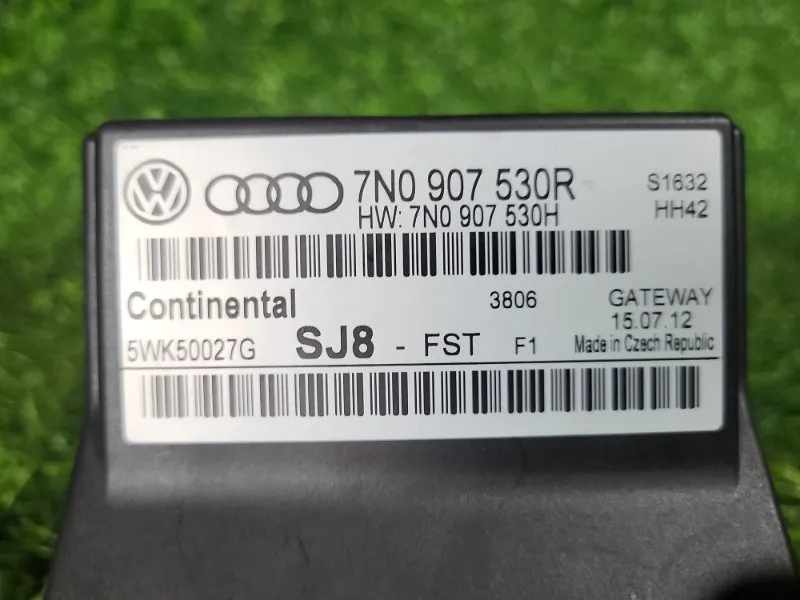 7N0 907 530R S1632
HW: 7N0 907 530H HH42
Continental 3806 GATEWAY
15.07.12
5WK50027G SJ8 - FST F1 Made in Czech Republic